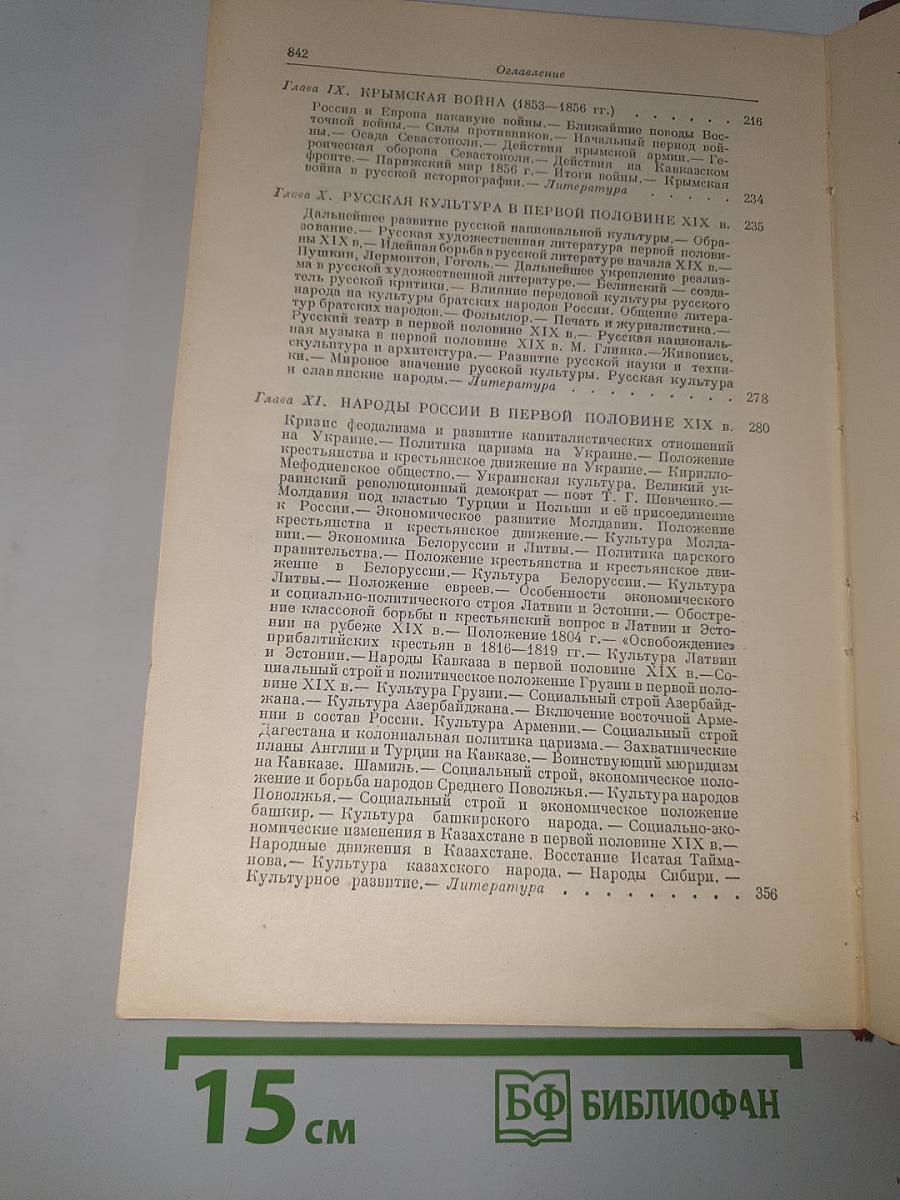 842
Оглавление
Глава IX. КРЫМСКАЯ ВОЙНА (1853—1856 гг.) . . . . . . 216
Россия и Европа накануне войны.— Ближайшие поводы Вос-
точной войны.— Силы противников.— Начальный период вой-
ны.— Осада Севастополя.— Действия крымской армии.— Ге-
роическая оборона Севастополя.— Действия на Кавказском
фронте.— Парижский мир 1856 г.— Итоги войны.— Крымская
война в русской историографии.— Литература . . . . . 234
Глава X. РУССКАЯ КУЛЬТУРА В ПЕРВОЙ ПОЛОВИНЕ XIX в. 235
Дальнейшее развитие русской национальной культуры.— Обра-
зование.— Русская художественная литература первой полови-
ны XIX в.— Идейная борьба в русской литературе начала XIX в.—
Пушкин, Лермонтов, Гоголь.— Дальнейшее укрепление реализ-
ма в русской художественной литературе.— Белинский — созда-
тель русской критики.— Влияние передовой культуры русского
народа на культуры братских народов России. Общение литера-
тур братских народов.— Фольклор.— Печать и журналистика.—
Русский театр в первой половине XIX в.— Русская националь-
ная музыка в первой половине XIX в. М. Глинка.—Живопись,
скульптура и архитектура.— Развитие русской науки и техни-
ки.— Мировое значение русской культуры. Русская культура
и славянские народы.— Литература . . . . . . . . . 278
Глава XI. НАРОДЫ РОССИИ В ПЕРВОЙ ПОЛОВИНЕ XIX в. 280
Кризис феодализма и развитие капиталистических отношений
на Украине.— Политика царизма на Украине.— Положение
крестьянства и крестьянское движение на Украине.— Кирилло-
Мефодиевское общество.— Украинская культура. Великий ук-
раинский революционный демократ — поэт Т. Г. Шевченко.—
Молдавия под властью Турции и Польши и её присоединение
к России.— Экономическое развитие Молдавии. Положение
крестьянства и крестьянское движение.— Культура Молда-
вии.— Экономика Белоруссии и Литвы.— Политика царского
правительства.— Положение крестьянства и крестьянское дви-
жение в Белоруссии.— Культура Белоруссии.— Культура
Литвы.— Положение евреев.— Особенности экономического
и социально-политического строя Латвии и Эстонии.— Обостре-
ние классовой борьбы и крестьянский вопрос в Латвии и Эсто-
нии на рубеже XIX в.— Положение 1804 г.— «Освобождение»
прибалтийских крестьян в 1816—1819 гг.— Культура Латвии
и Эстонии.—Народы Кавказа в первой половине XIX в.—Со-
циальный строй и политическое положение Грузии в первой поло-
вине XIX в.— Культура Грузии.— Социальный строй Азербайд-
жана.— Культура Азербайджана.— Включение восточной Арме-
нии в состав России. Культура Армении.— Социальный строй
Дагестана и колониальная политика царизма.— Захватнические
планы Англии и Турции на Кавказе.— Воинствующий мюридизм
на Кавказе. Шамиль.— Социальный строй, экономическое поло-
жение и борьба народов Среднего Поволжья.— Культура народов
Поволжья.— Социальный строй и экономическое положение
башкир. — Культура башкирского народа. — Социально-эко-
номические изменения в Казахстане в первой половине XIX в.—
Народные движения в Казахстане. Восстание Исатая Тайма-
нова.— Культура казахского народа. — Народы Сибири. —
Культурное развитие.— Литература . . . . . . . . . 356
15 см
БФ БИБЛИОФАН